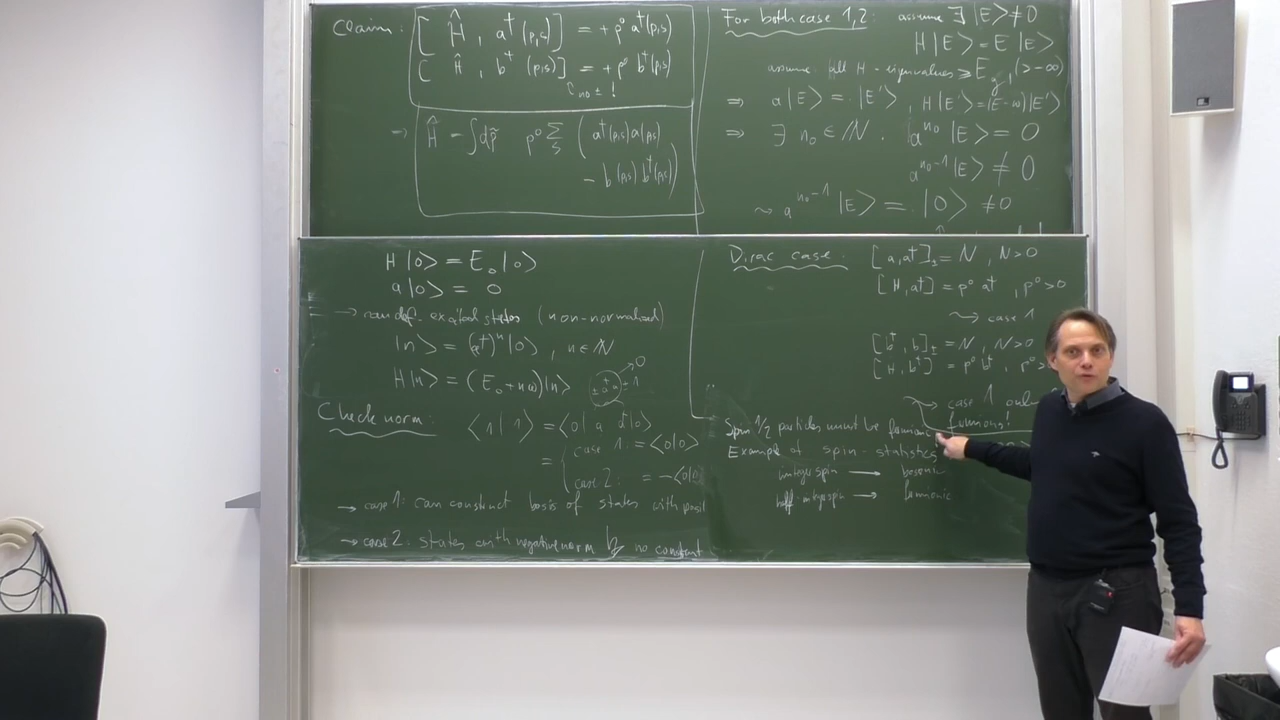 Claim: [Ĥ, a†(p,s)] = + p⁰ a†(p,s)
[Ĥ, b†(p,s)] = + p⁰ b†(p,s)
no ± !
⇒ Ĥ = ∫dp̃ p⁰ Σ_s ( a†(p,s) a(p,s)
− b(p,s) b†(p,s) )
For both case 1,2: assume ∃ |E> ≠ 0
H|E> = E|E>
assume all H-eigenvalues ≥ E (>−∞)
⇒ a|E> = |E'>, H|E'> = (E−ω)|E'>
⇒ ∃ n₀ ∈ ℕ. a^{n₀} |E> = 0
a^{n₀−1} |E> ≠ 0
⤳ a^{n₀−1} |E> = |0> ≠ 0
H|0> = E₀|0>
a|0> = 0
→ can def. excited states (non-normalized)
|n> = (a†)ⁿ|0>, n ∈ ℕ
H|n> = (E₀+nω)|n>
Check norm: <1|1> = <0|a a†|0>
= { case 1: = <0|0>
case 2: = −<0|0>
→ case 1: can construct basis of states with posit
→ case 2: states with negative norm no
Dirac case: [a,a†]± = N, N>0
[H,a†] = p⁰ a†, p⁰>0
⤳ case 1
[b†,b]± = N, N>0
[H,b†] = p⁰ b†, p⁰>
→ case 1 onl
fermions!
Spin 1/2 particles must be fermions
Example of spin-statistics
integer spin → bosonic
half-integer spin → fermionic